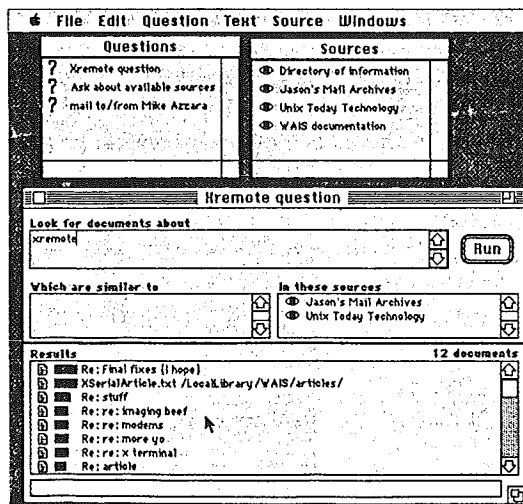 File Edit Question Text Source Windows
Questions
? Xremote question
? Ask about available sources
? mail to/from Mike Azzara
Sources
Directory of information
Jason's Mail Archives
Unix Today Technology
WAIS documentation
Xremote question
Look for documents about
xremote
Run
Which are similar to
In these sources
Jason's Mail Archives
Unix Today Technology
Results
12 documents
Re: Final fixes (i hope)
XSerialArticle.txt /LocalLibrary/WAIS/articles/
Re: stuff
Re: re: imaging beef
Re: re: modems
Re: re: more yo
Re: re: x terminal
Re: article